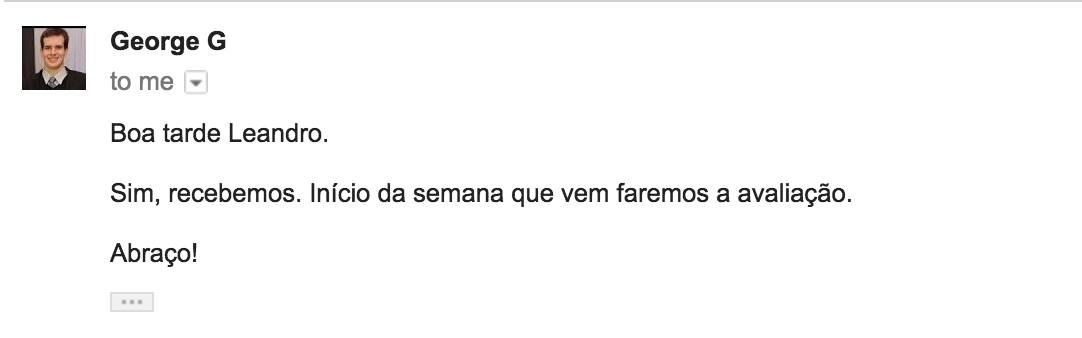 George G
to me
Boa tarde Leandro.
Sim, recebemos. Início da semana que vem faremos a avaliação.
Abraço!